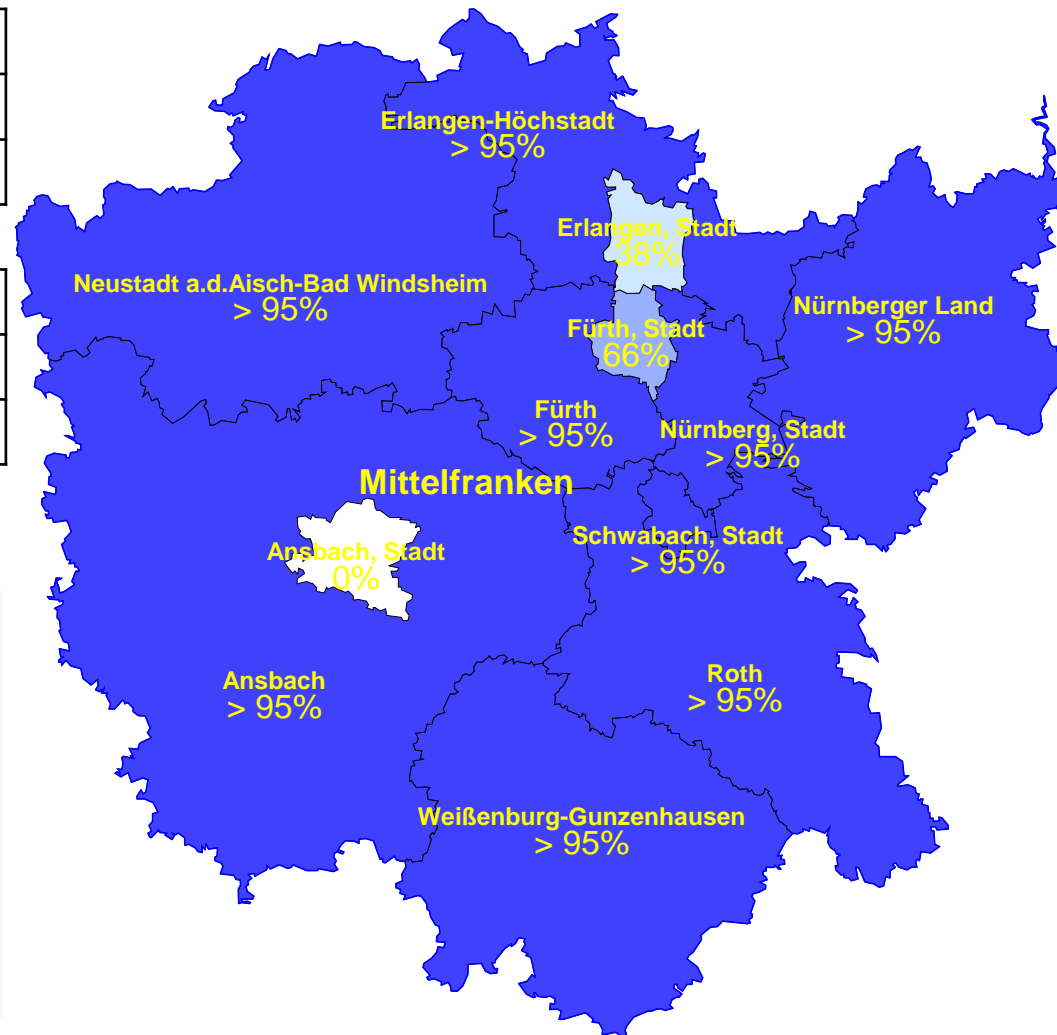 Erlangen-Höchstadt
> 95%
Erlangen, Stadt
38%
Neustadt a.d.Aisch-Bad Windsheim
> 95%
Nürnberger Land
> 95%
Fürth, Stadt
66%
Fürth
> 95%
Nürnberg, Stadt
> 95%
Mittelfranken
Schwabach, Stadt
> 95%
Ansbach, Stadt
0%
Roth
> 95%
Ansbach
> 95%
Weißenburg-Gunzenhausen
> 95%